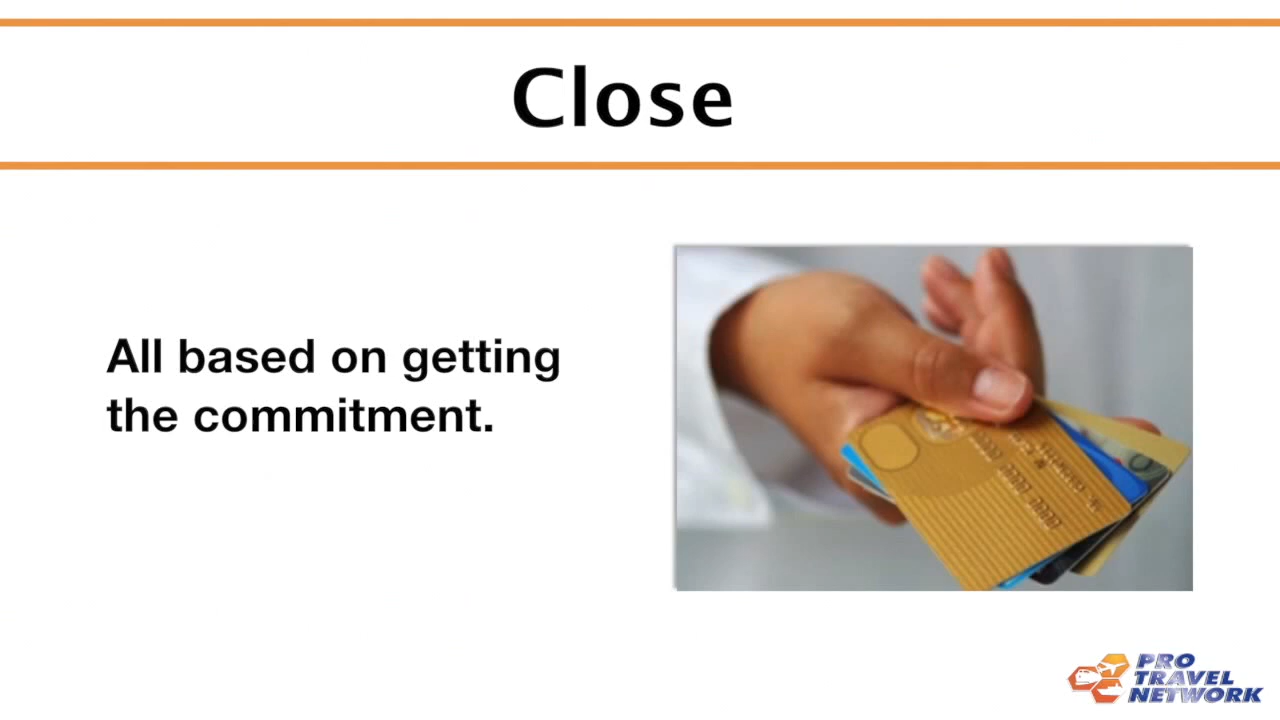 Close
All based on getting
the commitment.
PRO
TRAVEL
NETWORK